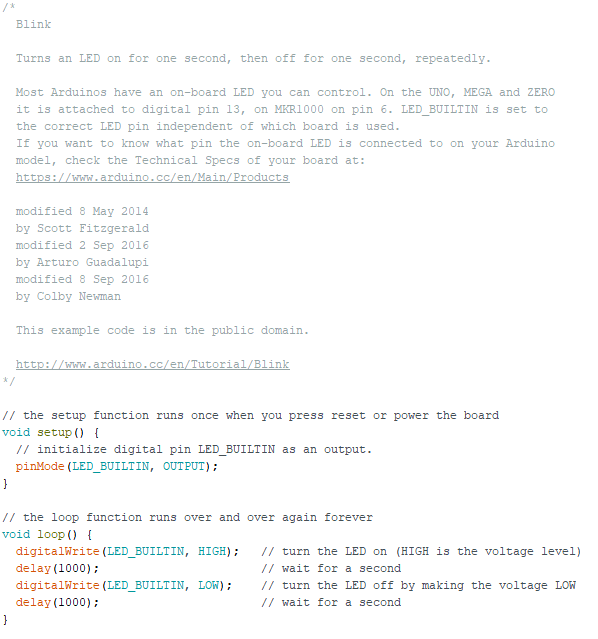 /*
  Blink

  Turns an LED on for one second, then off for one second, repeatedly.

  Most Arduinos have an on-board LED you can control. On the UNO, MEGA and ZERO
  it is attached to digital pin 13, on MKR1000 on pin 6. LED_BUILTIN is set to
  the correct LED pin independent of which board is used.
  If you want to know what pin the on-board LED is connected to on your Arduino
  model, check the Technical Specs of your board at:
  https://www.arduino.cc/en/Main/Products

  modified 8 May 2014
  by Scott Fitzgerald
  modified 2 Sep 2016
  by Arturo Guadalupi
  modified 8 Sep 2016
  by Colby Newman

  This example code is in the public domain.

  http://www.arduino.cc/en/Tutorial/Blink
*/

// the setup function runs once when you press reset or power the board
void setup() {
  // initialize digital pin LED_BUILTIN as an output.
  pinMode(LED_BUILTIN, OUTPUT);
}

// the loop function runs over and over again forever
void loop() {
  digitalWrite(LED_BUILTIN, HIGH);   // turn the LED on (HIGH is the voltage level)
  delay(1000);                       // wait for a second
  digitalWrite(LED_BUILTIN, LOW);    // turn the LED off by making the voltage LOW
  delay(1000);                       // wait for a second
}